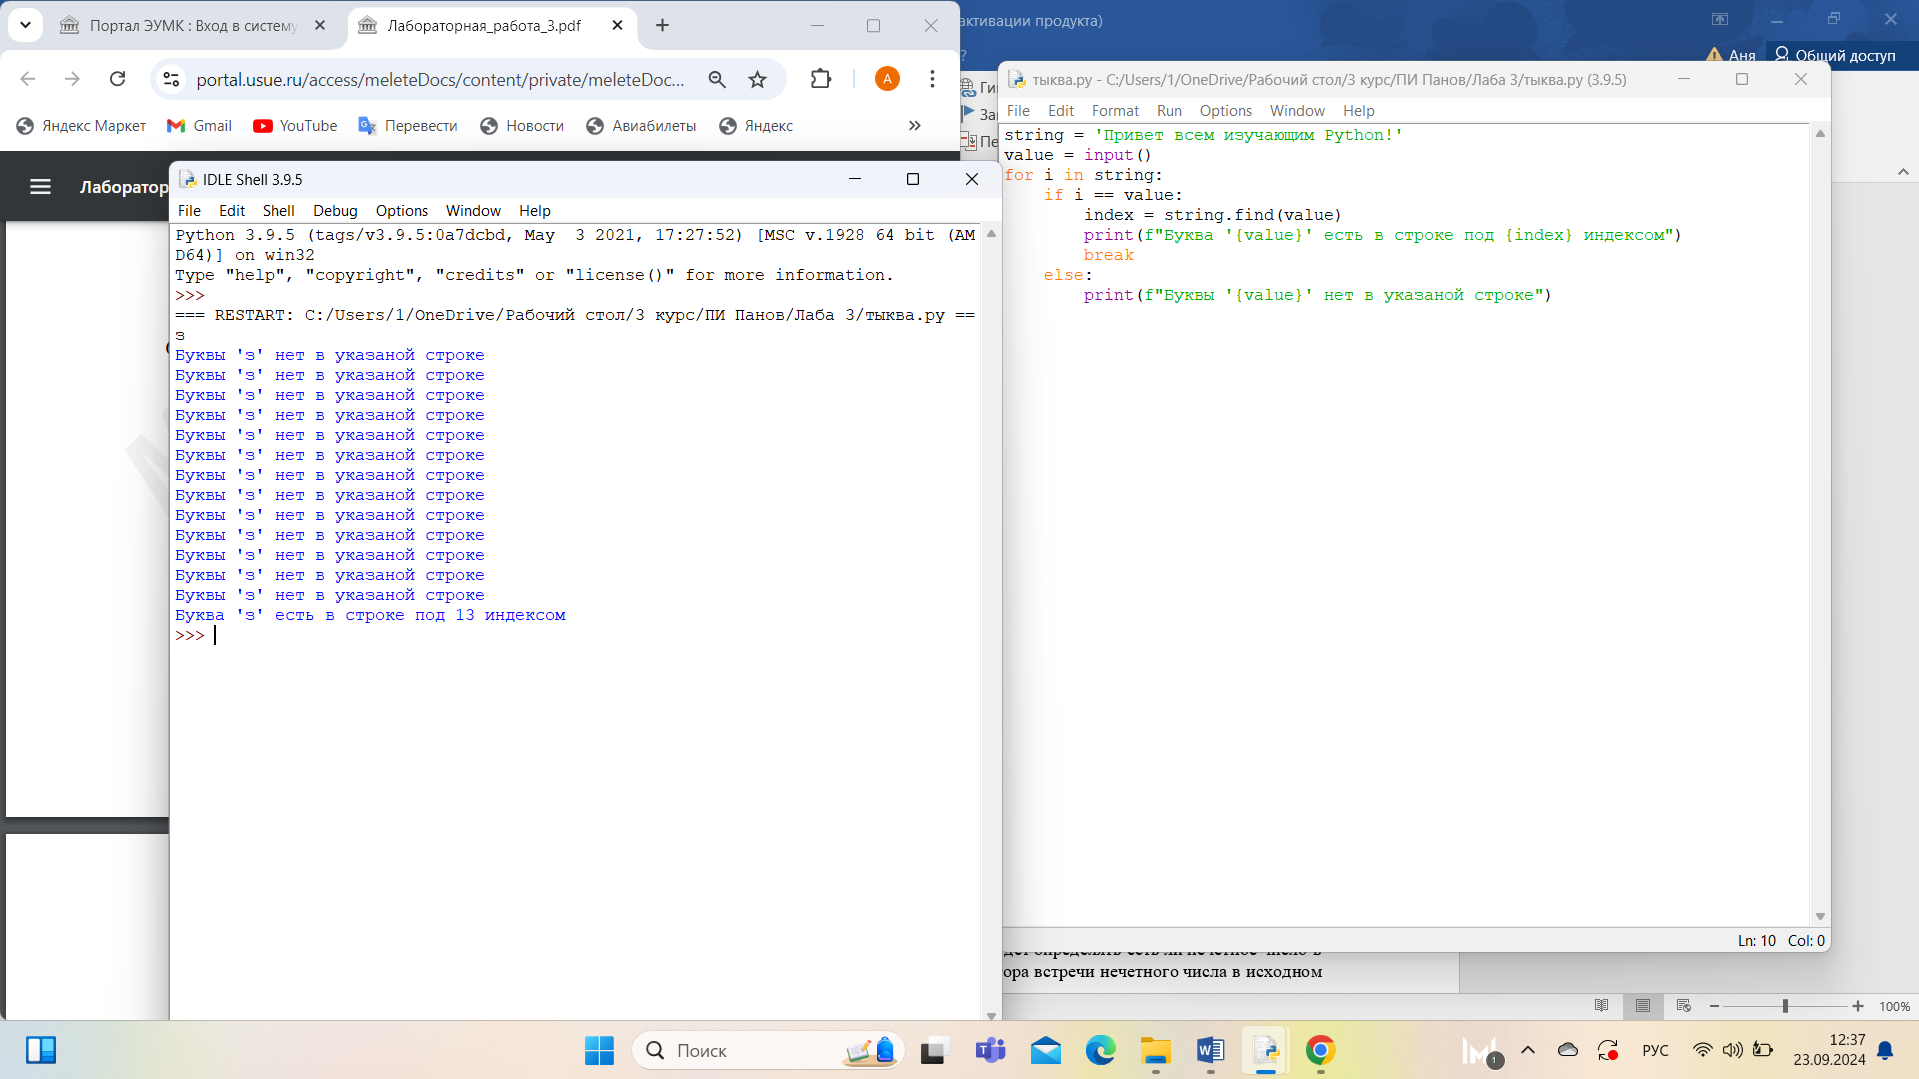 Портал ЭУМК : Вход в систему
Лабораторная_работа_3.pdf
portal.usue.ru/access/meleteDocs/content/private/meleteDoc...
A
Яндекс Маркет
Gmail
YouTube
Перевести
Новости
Авиабилеты
Яндекс
»
Лаборатор
активации продукта)
Аня
Общий доступ
IDLE Shell 3.9.5
File Edit Shell Debug Options Window Help
Python 3.9.5 (tags/v3.9.5:0a7dcbd, May  3 2021, 17:27:52) [MSC v.1928 64 bit (AM
D64)] on win32
Type "help", "copyright", "credits" or "license()" for more information.
>>>
=== RESTART: C:/Users/1/OneDrive/Рабочий стол/3 курс/ПИ Панов/Лаба 3/тыква.py ==
з
Буквы 'з' нет в указаной строке
Буквы 'з' нет в указаной строке
Буквы 'з' нет в указаной строке
Буквы 'з' нет в указаной строке
Буквы 'з' нет в указаной строке
Буквы 'з' нет в указаной строке
Буквы 'з' нет в указаной строке
Буквы 'з' нет в указаной строке
Буквы 'з' нет в указаной строке
Буквы 'з' нет в указаной строке
Буквы 'з' нет в указаной строке
Буквы 'з' нет в указаной строке
Буквы 'з' нет в указаной строке
Буква 'з' есть в строке под 13 индексом
>>>
тыква.py - C:/Users/1/OneDrive/Рабочий стол/3 курс/ПИ Панов/Лаба 3/тыква.py (3.9.5)
File Edit Format Run Options Window Help
string = 'Привет всем изучающим Python!'
value = input()
for i in string:
    if i == value:
        index = string.find(value)
        print(f"Буква '{value}' есть в строке под {index} индексом")
        break
    else:
        print(f"Буквы '{value}' нет в указаной строке")
Ln: 10 Col: 0
ора встречи нечетного числа в исходном
100%
Поиск
1
РУС
12:37
23.09.2024